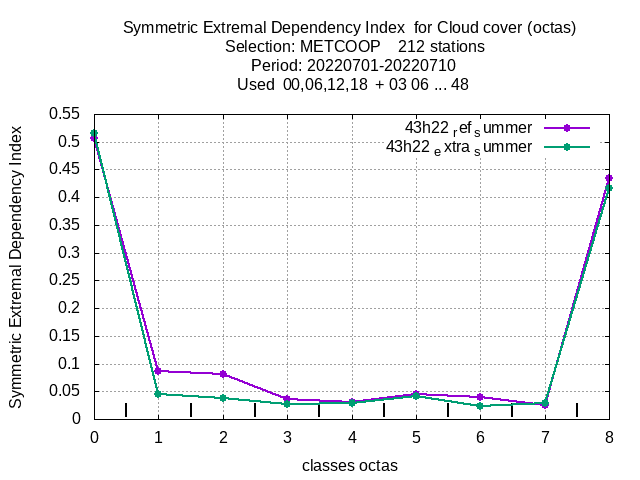 Symmetric Extremal Dependency Index for Cloud cover (octas)
Selection: METCOOP 212 stations
Period: 20220701-20220710
Used 00,06,12,18 + 03 06 ... 48
43h22 ref summer
43h22 extra summer
Symmetric Extremal Dependency Index
0.55
0.5
0.45
0.4
0.35
0.3
0.25
0.2
0.15
0.1
0.05
0
0 1 2 3 4 5 6 7 8
classes octas